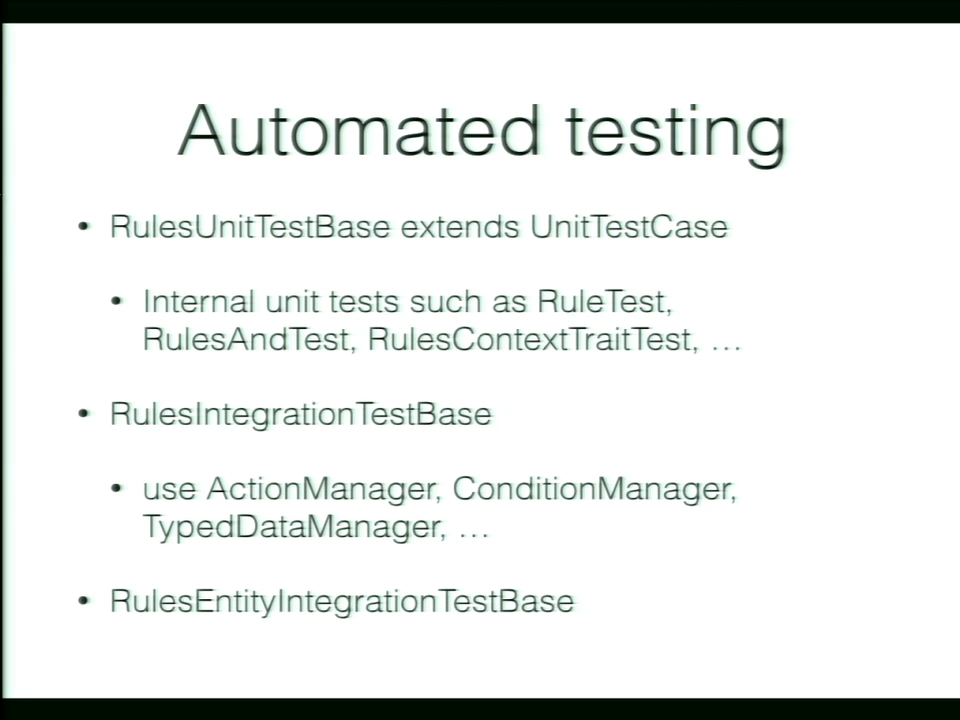 Automated testing
• RulesUnitTestBase extends UnitTestCase
• Internal unit tests such as RuleTest,
RulesAndTest, RulesContextTraitTest, …
• RulesIntegrationTestBase
• use ActionManager, ConditionManager,
TypedDataManager, …
• RulesEntityIntegrationTestBase